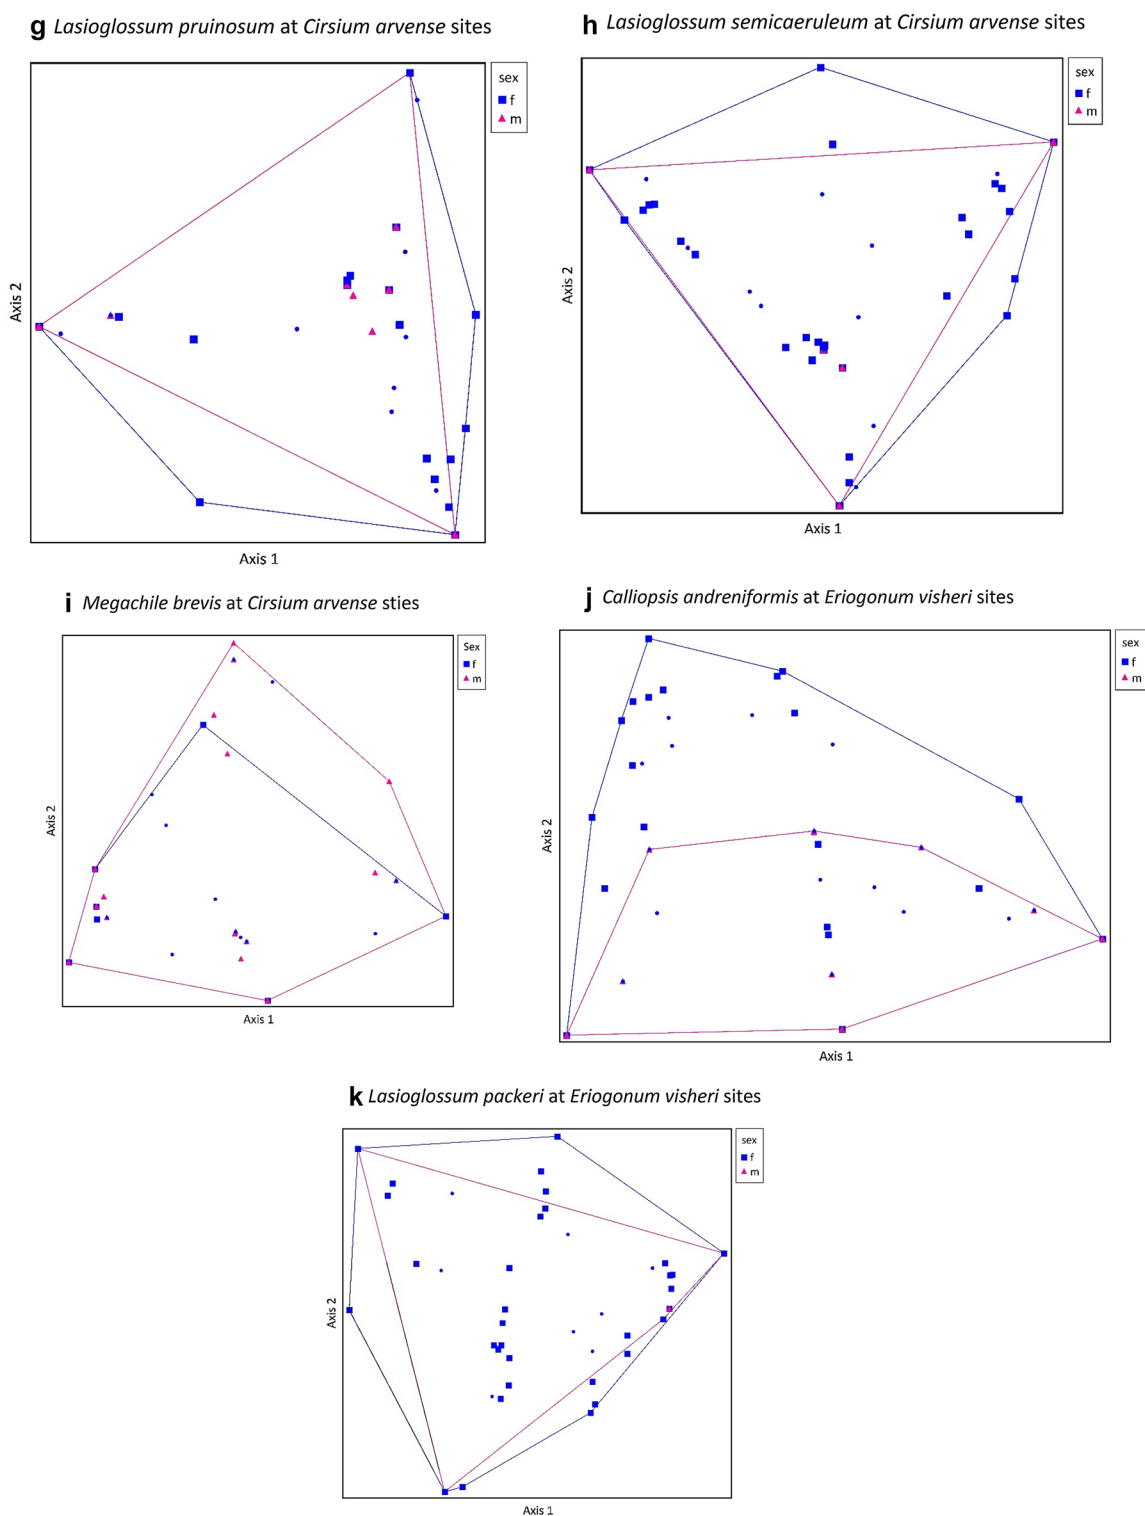 g Lasioglossum pruinosum at Cirsium arvense sites
sex
f
m
Axis 2
Axis 1
h Lasioglossum semicaeruleum at Cirsium arvense sites
sex
f
m
Axis 2
Axis 1
i Megachile brevis at Cirsium arvense sties
Sex
f
m
Axis 2
Axis 1
j Calliopsis andreniformis at Eriogonum visheri sites
sex
f
m
Axis 2
Axis 1
k Lasioglossum packeri at Eriogonum visheri sites
sex
f
m
Axis 2
Axis 1